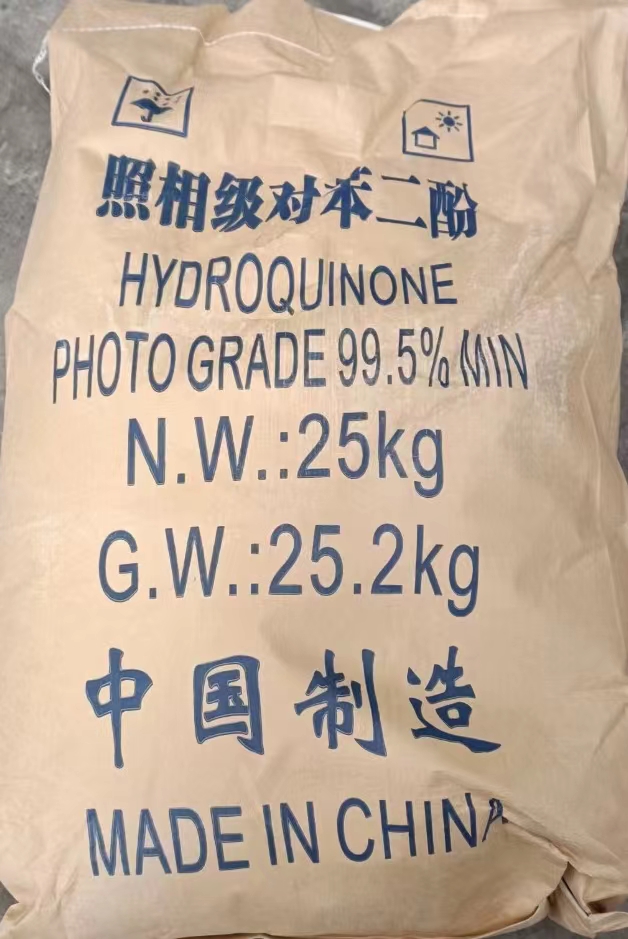 照相级对苯二酚
HYDROQUINONE
PHOTO GRADE 99.5% MIN
N.W.:25kg
G.W.:25.2kg
中国制造
MADE IN CHINA